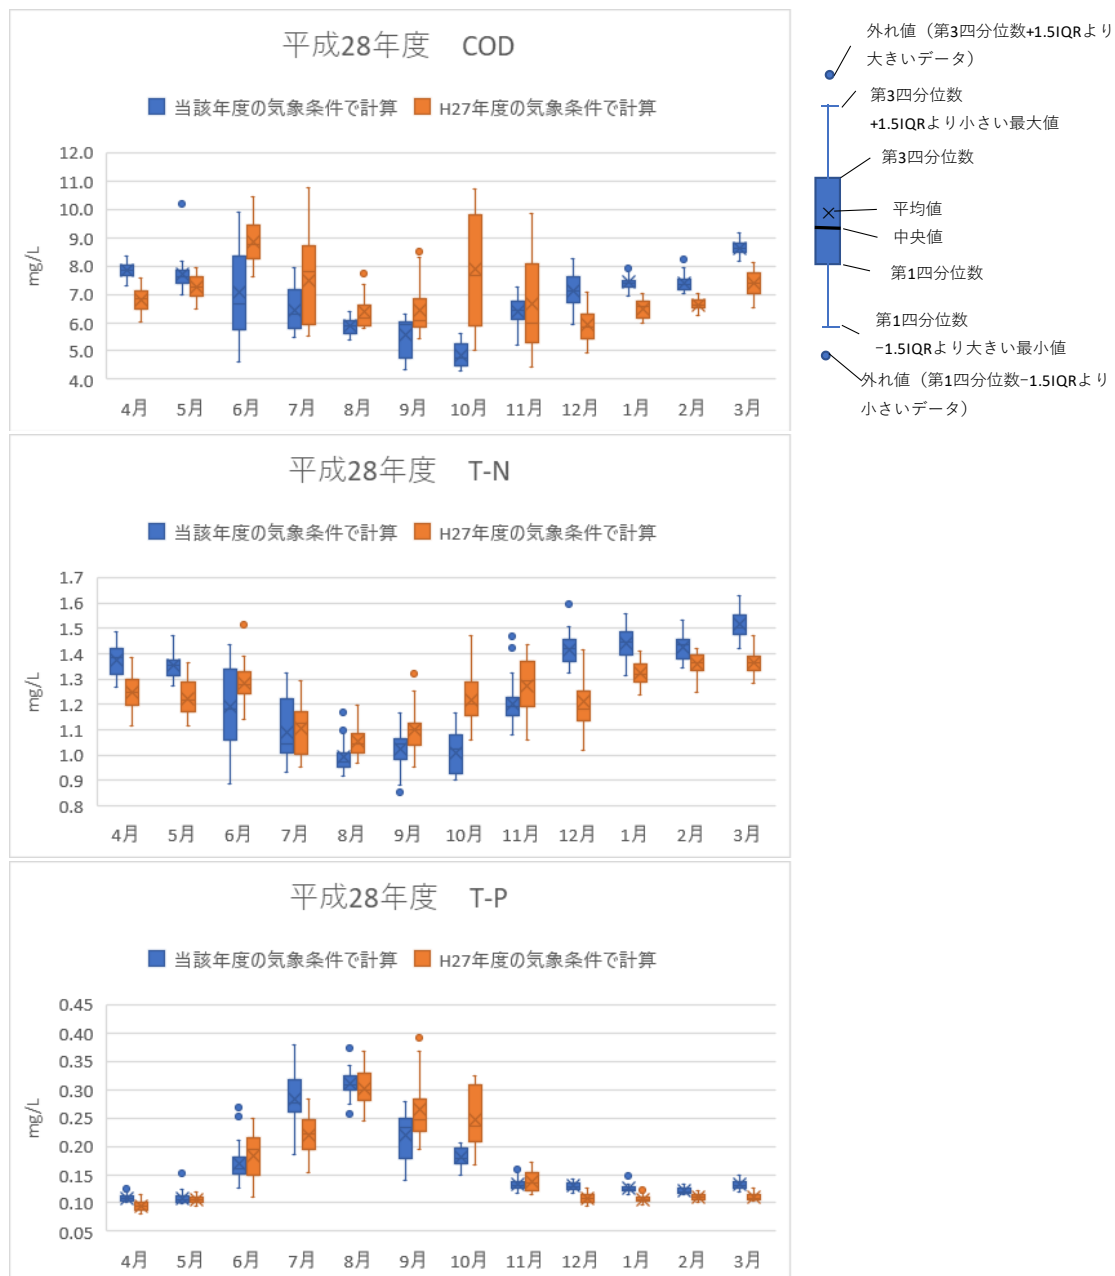 平成28年度 COD
当該年度の気象条件で計算 H27年度の気象条件で計算
12.0
11.0
10.0
9.0
8.0
7.0
6.0
5.0
4.0
mg/L
4月 5月 6月 7月 8月 9月 10月 11月 12月 1月 2月 3月
外れ値（第3四分位数+1.5IQRより
大きいデータ）
第3四分位数
+1.5IQRより小さい最大値
第3四分位数
平均値
中央値
第1四分位数
第1四分位数
−1.5IQRより大きい最小値
外れ値（第1四分位数−1.5IQRより
小さいデータ）
平成28年度 T-N
当該年度の気象条件で計算 H27年度の気象条件で計算
1.7
1.6
1.5
1.4
1.3
1.2
1.1
1.0
0.9
0.8
mg/L
4月 5月 6月 7月 8月 9月 10月 11月 12月 1月 2月 3月
平成28年度 T-P
当該年度の気象条件で計算 H27年度の気象条件で計算
0.45
0.40
0.35
0.30
0.25
0.20
0.15
0.10
0.05
mg/L
4月 5月 6月 7月 8月 9月 10月 11月 12月 1月 2月 3月